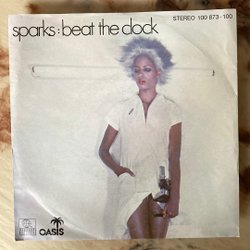 STEREO 100 873-100
sparks: beat the clock
OASIS